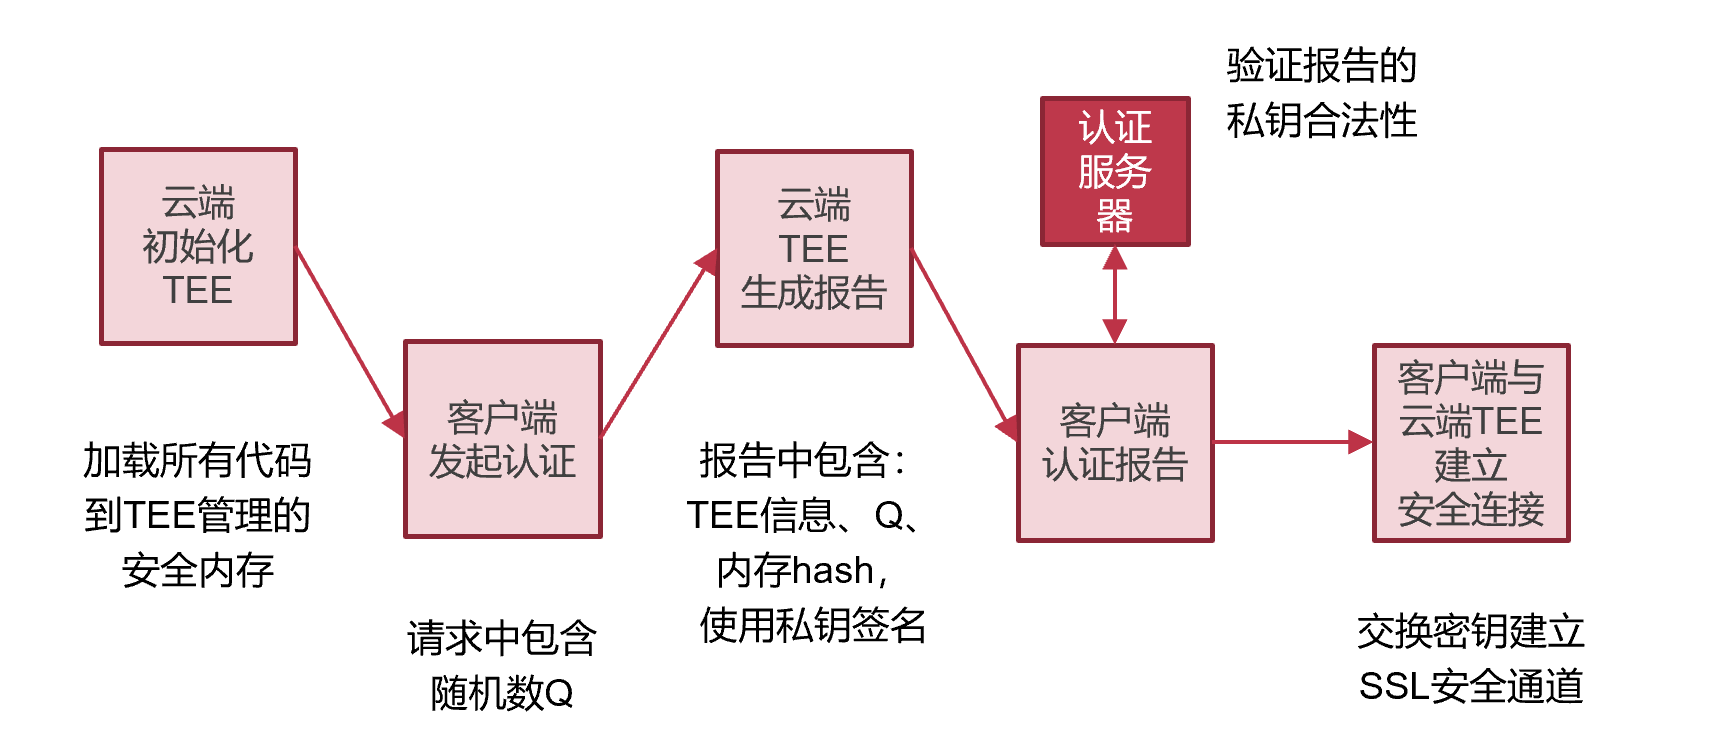 云端
初始化
TEE
加载所有代码
到TEE管理的
安全内存
客户端
发起认证
请求中包含
随机数Q
云端
TEE
生成报告
报告中包含：
TEE信息、Q、
内存hash，
使用私钥签名
认证
服务
器
验证报告的
私钥合法性
客户端
认证报告
客户端与
云端TEE
建立
安全连接
交换密钥建立
SSL安全通道